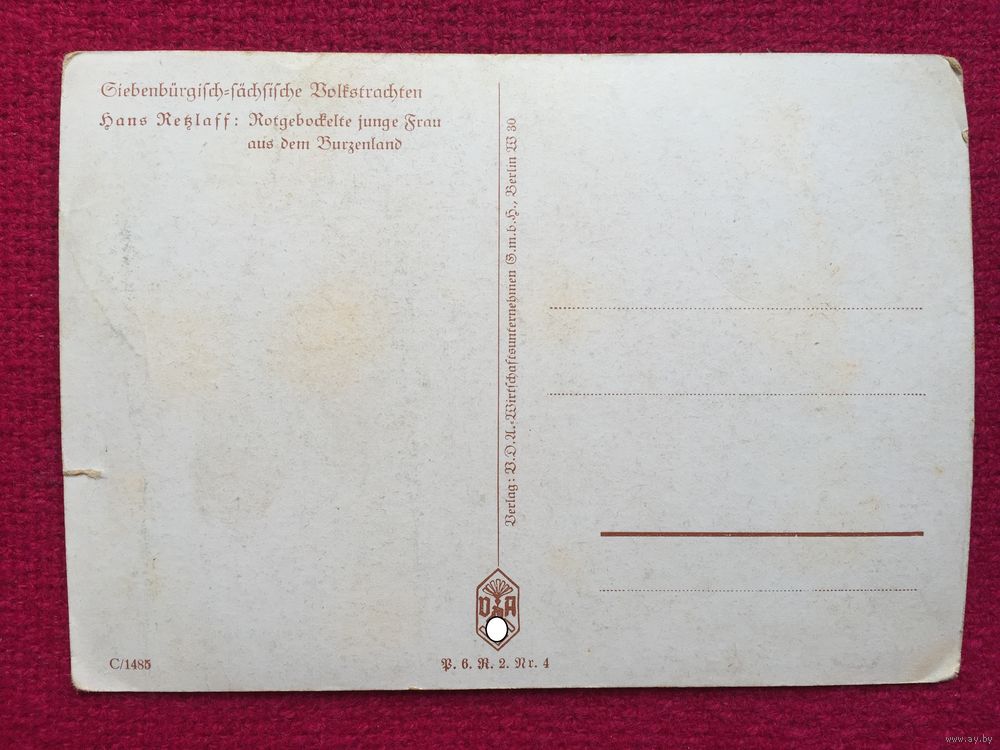 Siebenbürgisch-sächsische Volkstrachten
Hans Retzlaff: Rotgebockelte junge Frau
aus dem Burzenland
Verlag: V.D.A.-Wirtschaftsunternehmen G.m.b.H., Berlin W 30
V D A
C/1485
P. 6. R. 2. Nr. 4
www.ay.by